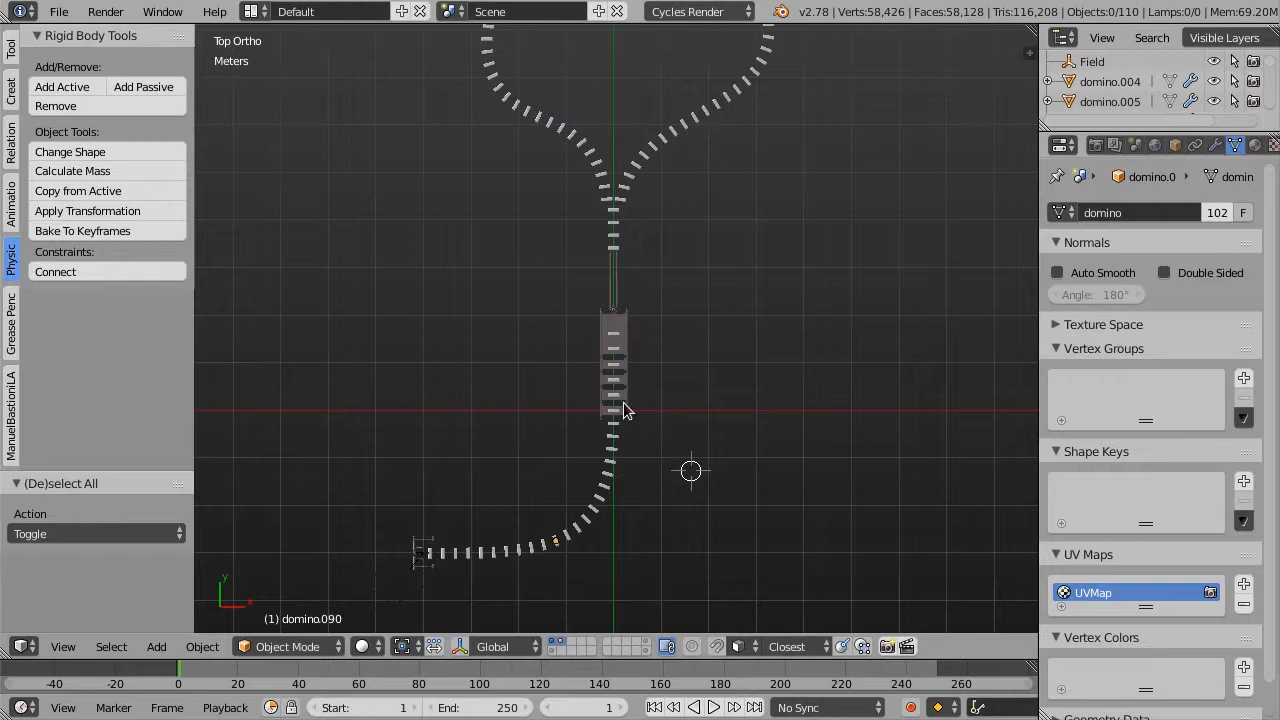 File Render Window Help Default Scene Cycles Render v2.78 | Verts:58,426 | Faces:58,128 | Tris:116,208 | Objects:0/110 | Lamps:0/0 | Mem:69.20M
Rigid Body Tools
Add/Remove:
Add Active Add Passive
Remove
Object Tools:
Change Shape
Calculate Mass
Copy from Active
Apply Transformation
Bake To Keyframes
Constraints:
Connect
Tool
Creat
Relation
Animatio
Physic
Grease Penc
ManuelBastioniLA
(De)select All
Action
Toggle
Top Ortho
Meters
y
x
(1) domino.090
View Select Add Object Object Mode Global Closest
-40 -20 0 20 40 60 80 100 120 140 160 180 200 220 240 260
View Marker Frame Playback Start: 1 End: 250 1 No Sync
View Search Visible Layers
Field
domino.004
domino.005
domino.0 domin
domino 102 F
Normals
Auto Smooth Double Sided
Angle: 180°
Texture Space
Vertex Groups
Shape Keys
UV Maps
UVMap
Vertex Colors